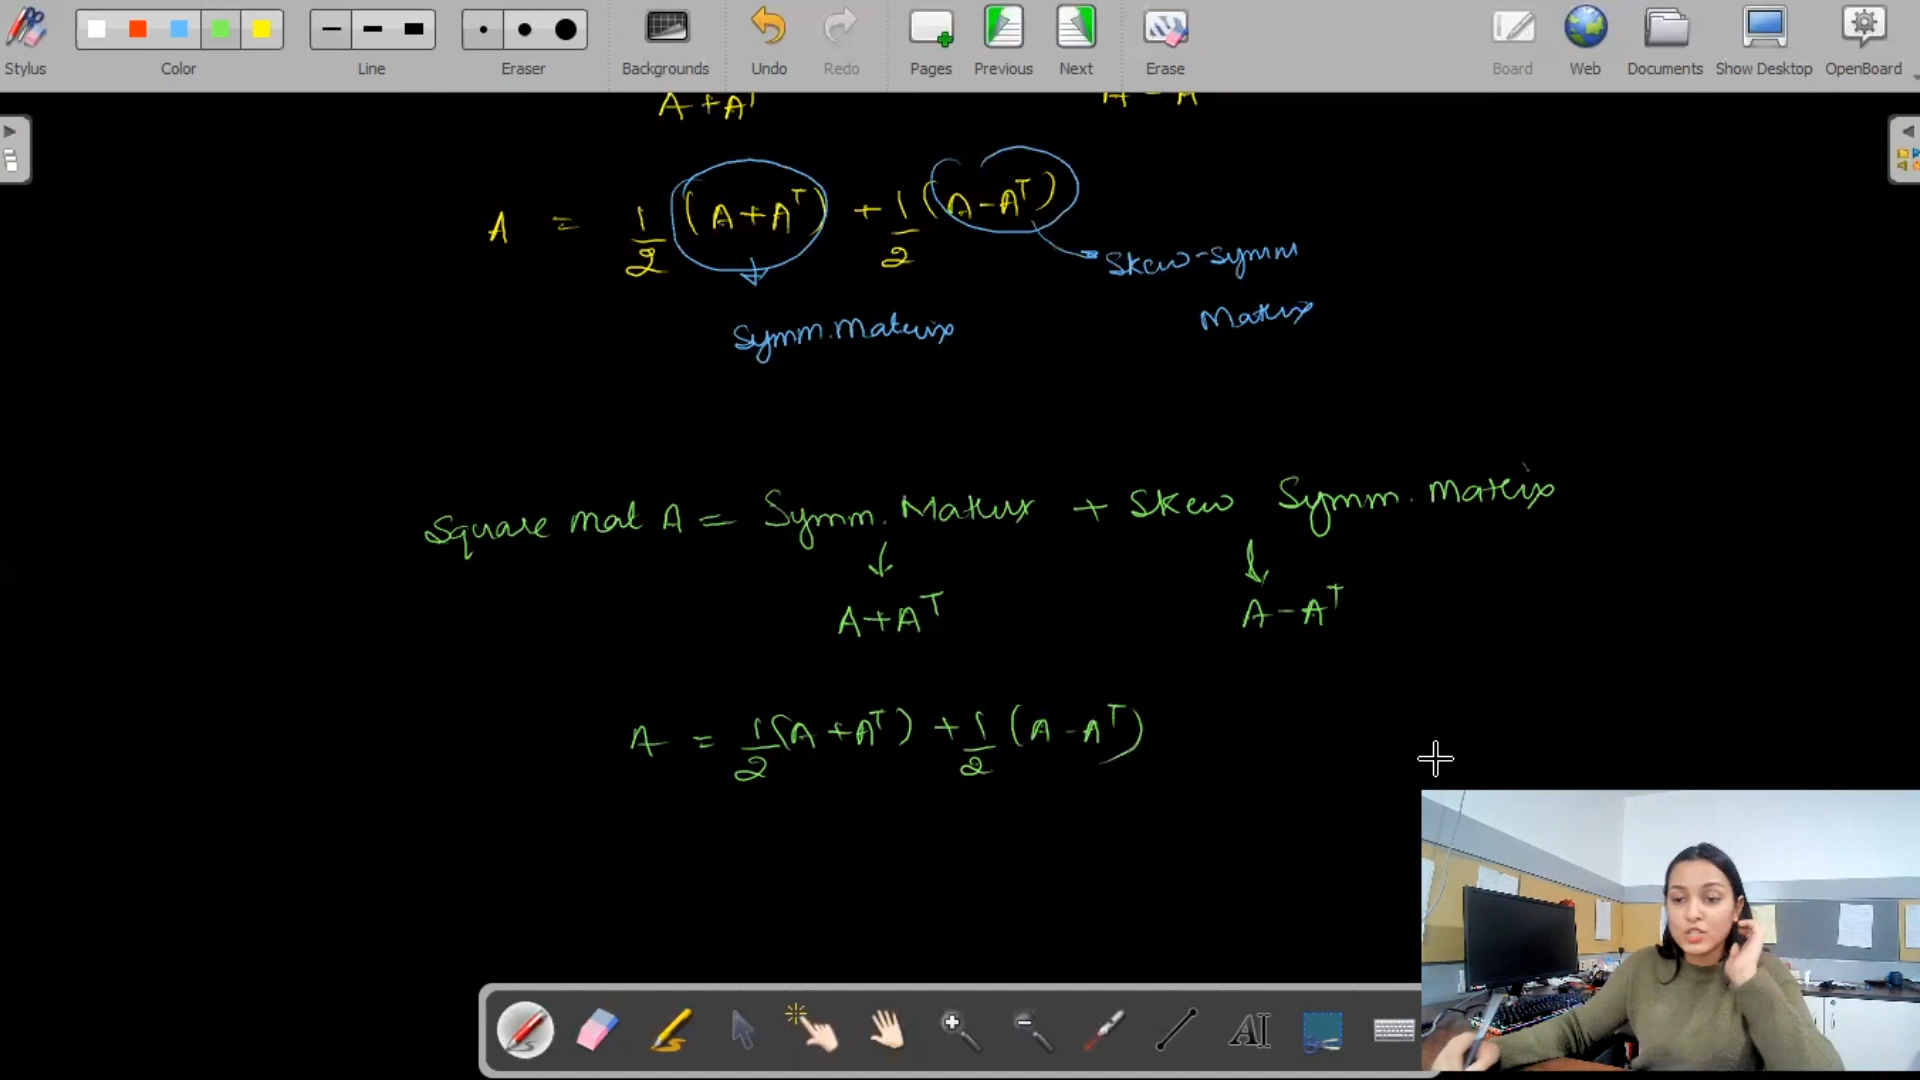 Stylus Color Line Eraser Backgrounds Undo Redo Pages Previous Next Erase Board Web Documents Show Desktop OpenBoard
A + A^T
A = 1/2 (A + A^T) + 1/2 (A - A^T)
Skew-Symm
Matrix
Symm. Matrix
Square mat A = Symm. Matrix + Skew Symm. Matrix
A + A^T A - A^T
A = 1/2 (A + A^T) + 1/2 (A - A^T)